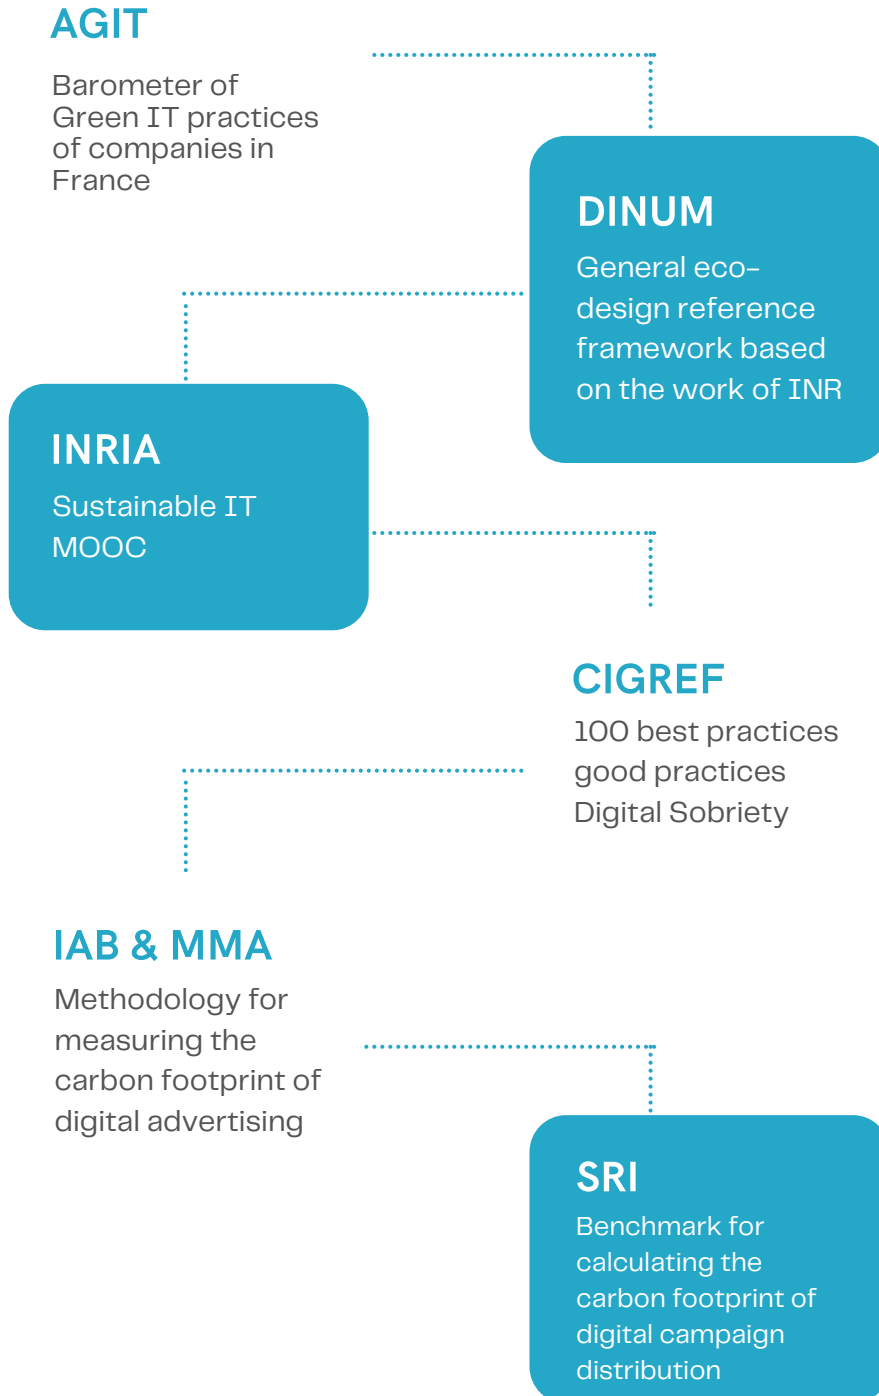 AGIT
Barometer of
Green IT practices
of companies in
France
DINUM
General eco-
design reference
framework based
on the work of INR
INRIA
Sustainable IT
MOOC
CIGREF
100 best practices
good practices
Digital Sobriety
IAB & MMA
Methodology for
measuring the
carbon footprint of
digital advertising
SRI
Benchmark for
calculating the
carbon footprint of
digital campaign
distribution